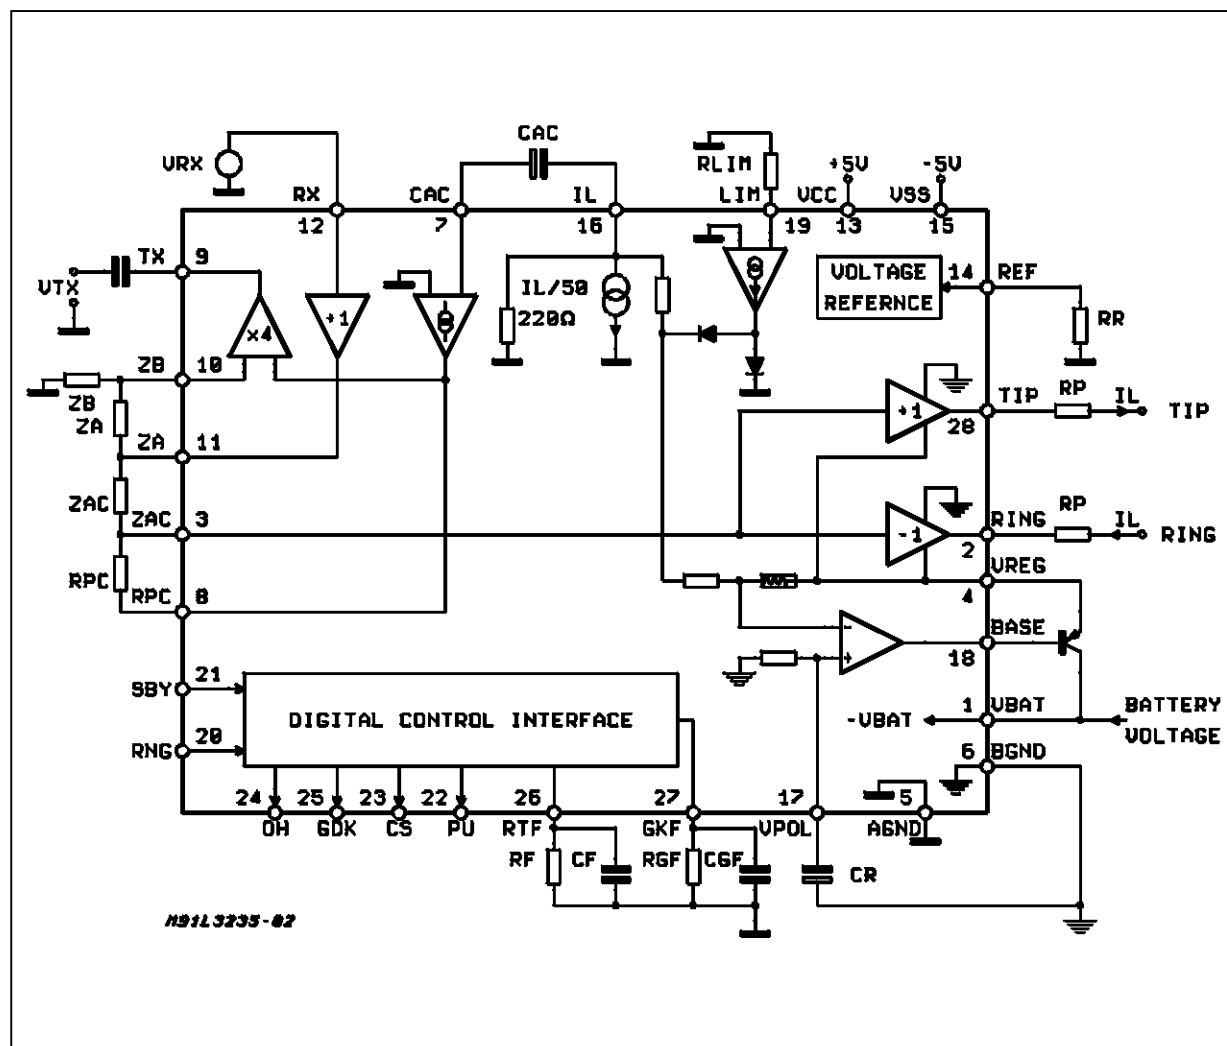 CAC
VRX
RLIM
+5V
-5V
RX
CAC
IL
LIM
VCC
VSS
12
7
16
19
13
15
TX
9
VTX
IL/50
220Ω
VOLTAGE
REFERNCE
14
REF
RR
x4
+1
ZB
10
ZB
ZA
ZA
11
+1
TIP
28
RP
IL
TIP
ZAC
ZAC
3
-1
RING
2
RP
IL
RING
RPC
RPC
8
VREG
4
-
+
BASE
18
SBY
21
DIGITAL CONTROL INTERFACE
-VBAT
1
VBAT
BATTERY
VOLTAGE
RNG
20
6
BGND
24
25
23
22
26
27
17
5
OH
GDK
CS
PU
RTF
GKF
VPOL
AGND
RF
CF
RGF
CGF
CR
M91L3235-02